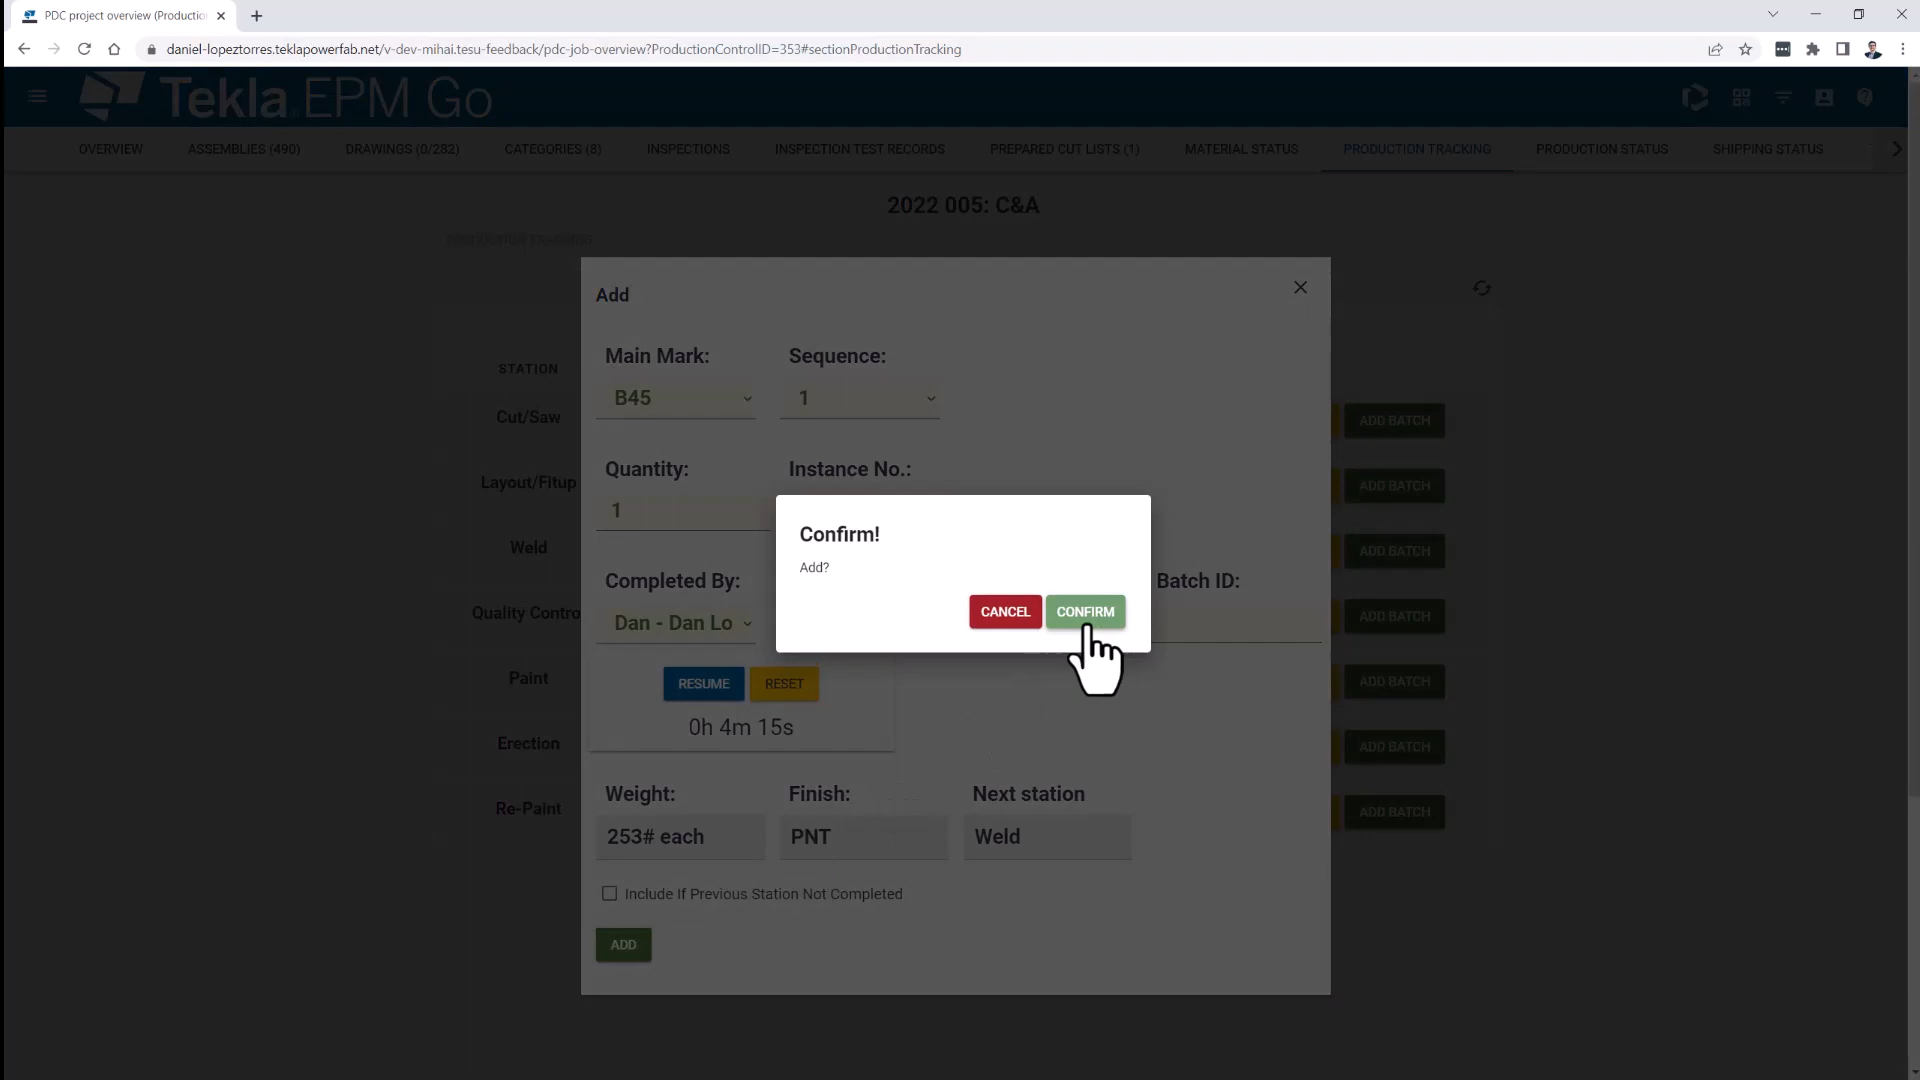 PDC project overview (Productio
daniel-lopeztorres.teklapowerfab.net/v-dev-mihai.tesu-feedback/pdc-job-overview?ProductionControlID=353#sectionProductionTracking
Tekla EPM Go
OVERVIEW ASSEMBLIES (490) DRAWINGS (0/282) CATEGORIES (8) INSPECTIONS INSPECTION TEST RECORDS PREPARED CUT LISTS (1) MATERIAL STATUS PRODUCTION TRACKING PRODUCTION STATUS SHIPPING STATUS
2022 005: C&A
PRODUCTION TRACKING
Add
Main Mark: Sequence:
STATION
B45 1
Cut/Saw ADD BATCH
Quantity: Instance No.:
Layout/Fitup ADD BATCH
1
Confirm!
Weld ADD BATCH
Add?
Completed By: Batch ID:
CANCEL CONFIRM
Quality Contro ADD BATCH
Dan - Dan Lo
Paint RESUME RESET ADD BATCH
0h 4m 15s
Erection ADD BATCH
Weight: Finish: Next station
Re-Paint ADD BATCH
253# each PNT Weld
Include If Previous Station Not Completed
ADD